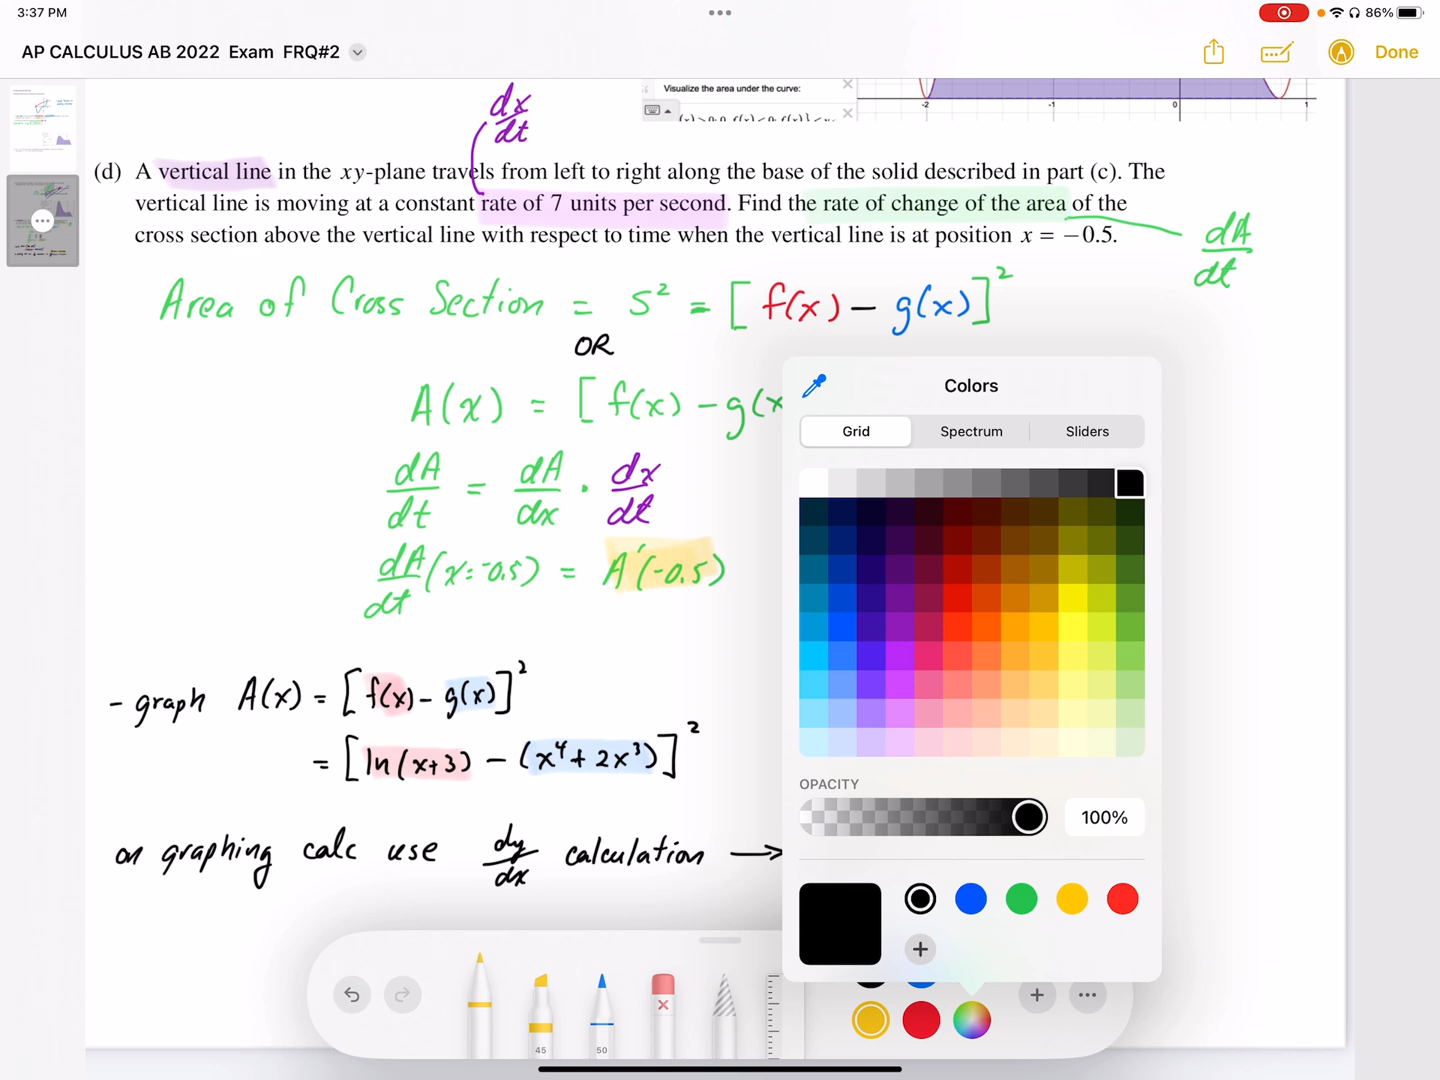 3:37 PM
86%
AP CALCULUS AB 2022 Exam FRQ#2
Done
Visualize the area under the curve:
-2 -1 0 1
dx/dt
(d) A vertical line in the xy-plane travels from left to right along the base of the solid described in part (c). The
vertical line is moving at a constant rate of 7 units per second. Find the rate of change of the area of the
cross section above the vertical line with respect to time when the vertical line is at position x = −0.5.
dA/dt
Area of Cross Section = s² = [f(x) − g(x)]²
OR
A(x) = [f(x) − g(x
dA/dt = dA/dx · dx/dt
dA/dt (x=-0.5) = A'(-0.5)
- graph A(x) = [f(x) - g(x)]²
= [ln(x+3) − (x⁴ + 2x³)]²
on graphing calc use dy/dx calculation →
Colors
Grid Spectrum Sliders
OPACITY
100%
45 50